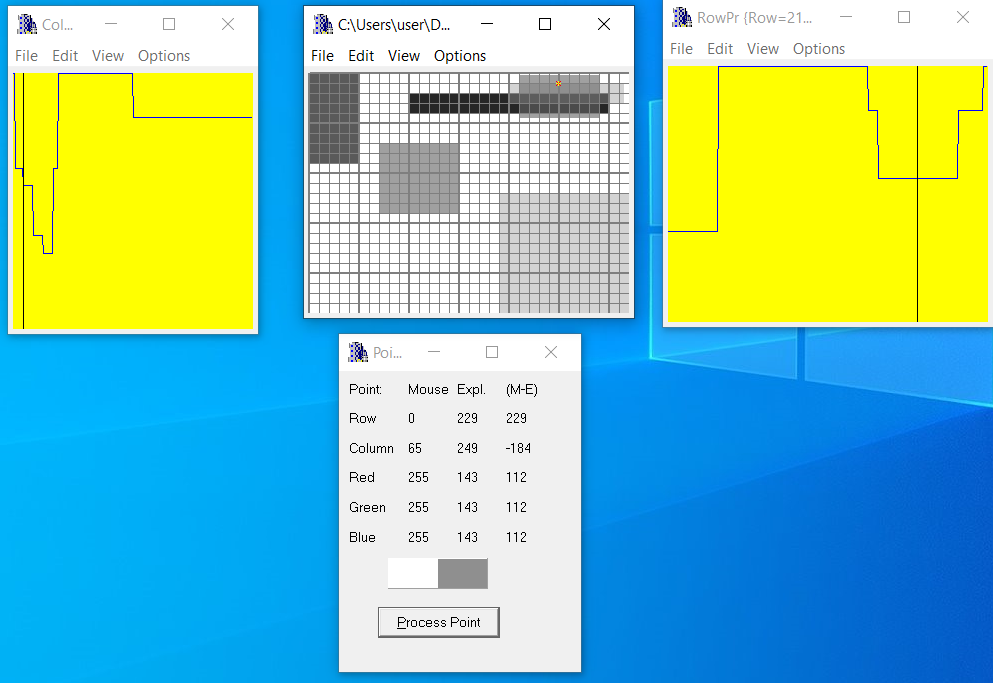 Col...
File Edit View Options
C:\Users\user\D...
File Edit View Options
RowPr {Row=21...
File Edit View Options
Poi...
Point: Mouse Expl. (M-E)
Row 0 229 229
Column 65 249 -184
Red 255 143 112
Green 255 143 112
Blue 255 143 112
Process Point